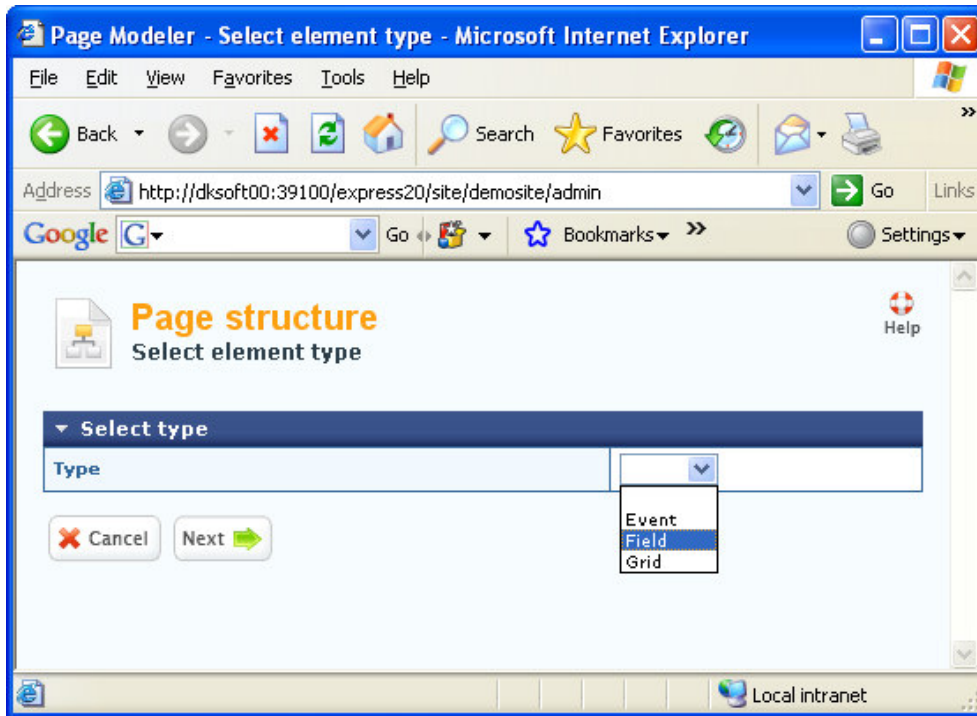 Page Modeler - Select element type - Microsoft Internet Explorer
File Edit View Favorites Tools Help
Back Search Favorites »
Address http://dksoft00:39100/express20/site/demosite/admin Go Links
Google G Go Bookmarks » Settings
Page structure
Help
Select element type
Select type
Type
Event
Field
Grid
Cancel Next
Local intranet